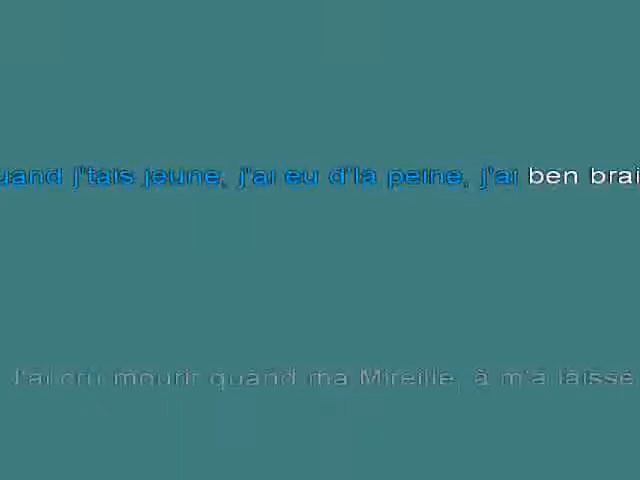 uand j'tais jeune, j'ai eu d'la peine, j'ai ben brai
J'ai cru mourir quand ma Mireille, à m'a laissé